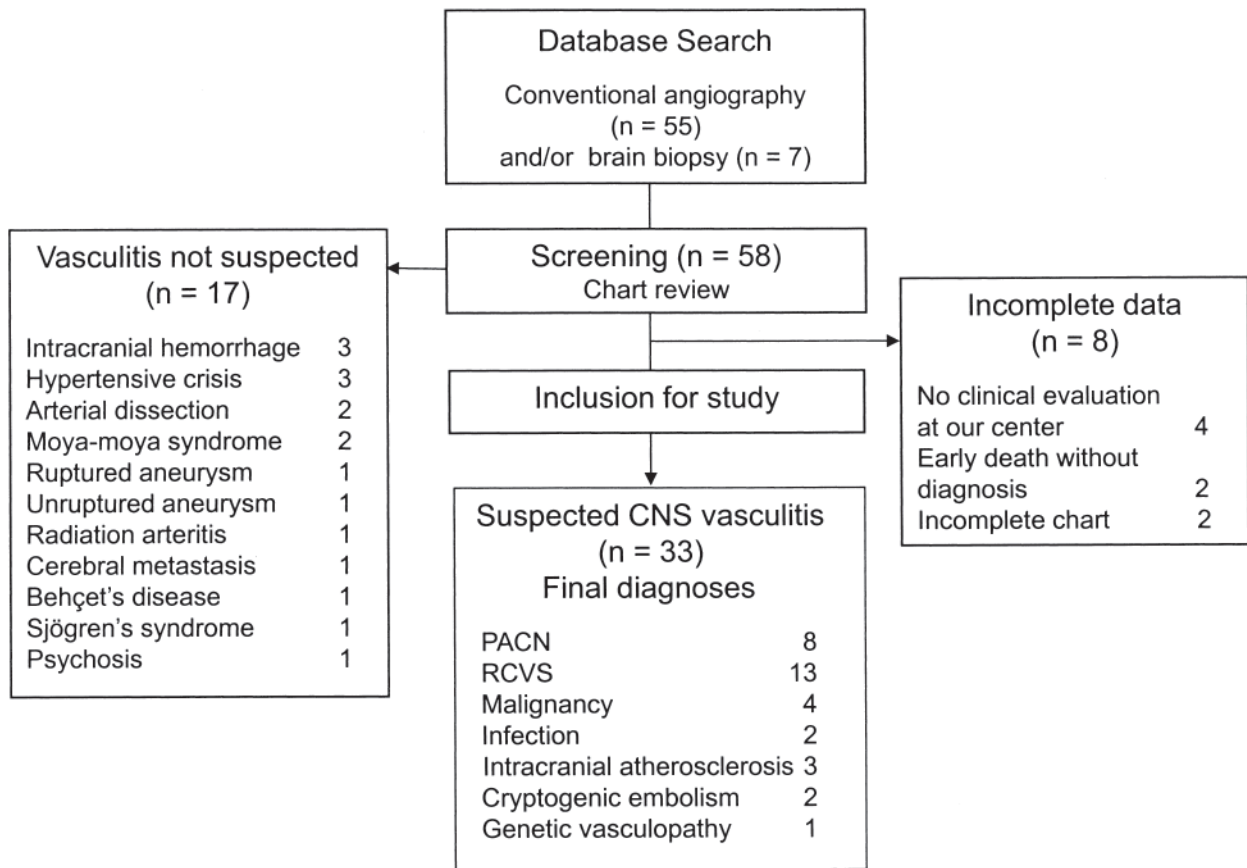 Database Search
Conventional angiography
(n = 55)
and/or brain biopsy (n = 7)
Screening (n = 58)
Chart review
Vasculitis not suspected
(n = 17)
Intracranial hemorrhage 3
Hypertensive crisis 3
Arterial dissection 2
Moya-moya syndrome 2
Ruptured aneurysm 1
Unruptured aneurysm 1
Radiation arteritis 1
Cerebral metastasis 1
Behçet's disease 1
Sjögren's syndrome 1
Psychosis 1
Incomplete data
(n = 8)
No clinical evaluation
at our center 4
Early death without
diagnosis 2
Incomplete chart 2
Inclusion for study
Suspected CNS vasculitis
(n = 33)
Final diagnoses
PACN 8
RCVS 13
Malignancy 4
Infection 2
Intracranial atherosclerosis 3
Cryptogenic embolism 2
Genetic vasculopathy 1